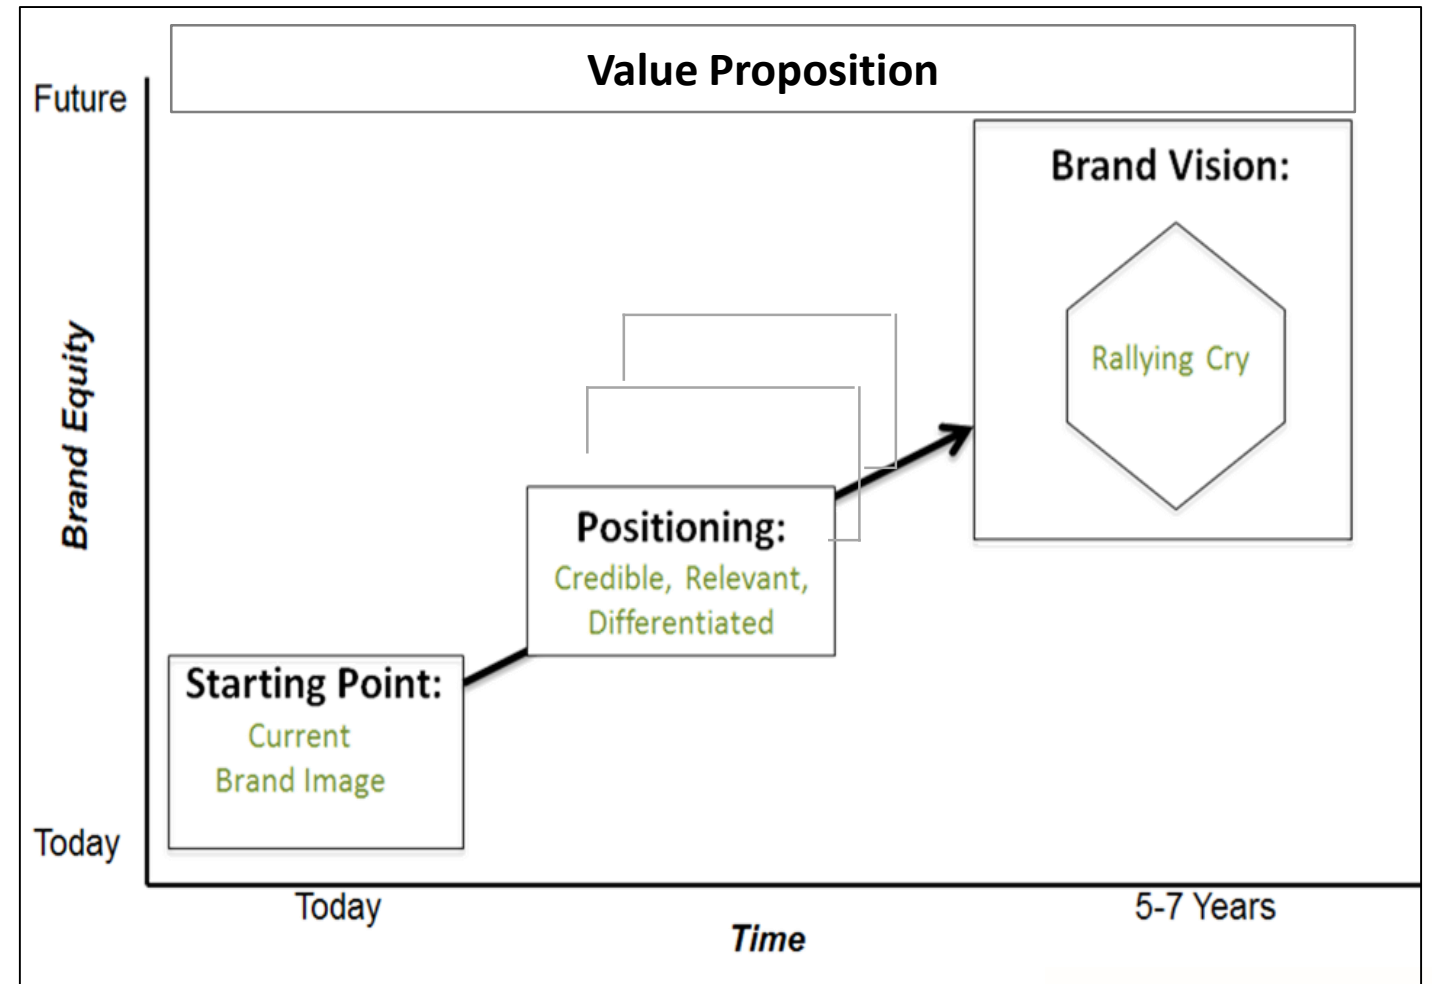 Value Proposition
Future
Brand Vision:
Rallying Cry
Brand Equity
Positioning:
Credible, Relevant,
Differentiated
Starting Point:
Current
Brand Image
Today
Today
5-7 Years
Time